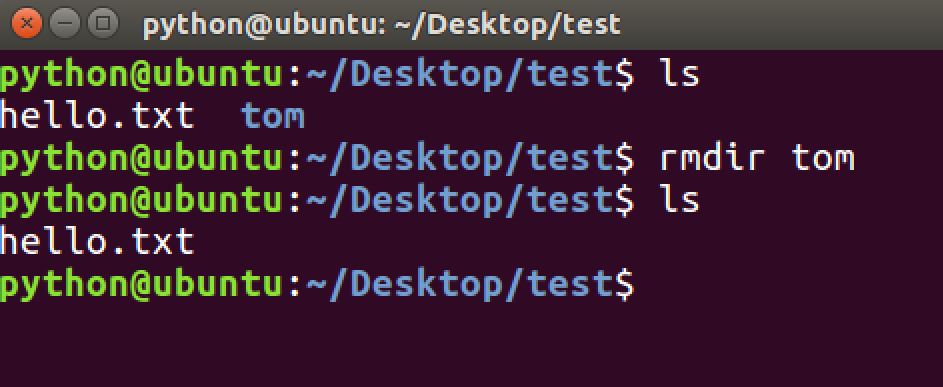 python@ubuntu: ~/Desktop/test
python@ubuntu:~/Desktop/test$ ls
hello.txt  tom
python@ubuntu:~/Desktop/test$ rmdir tom
python@ubuntu:~/Desktop/test$ ls
hello.txt
python@ubuntu:~/Desktop/test$